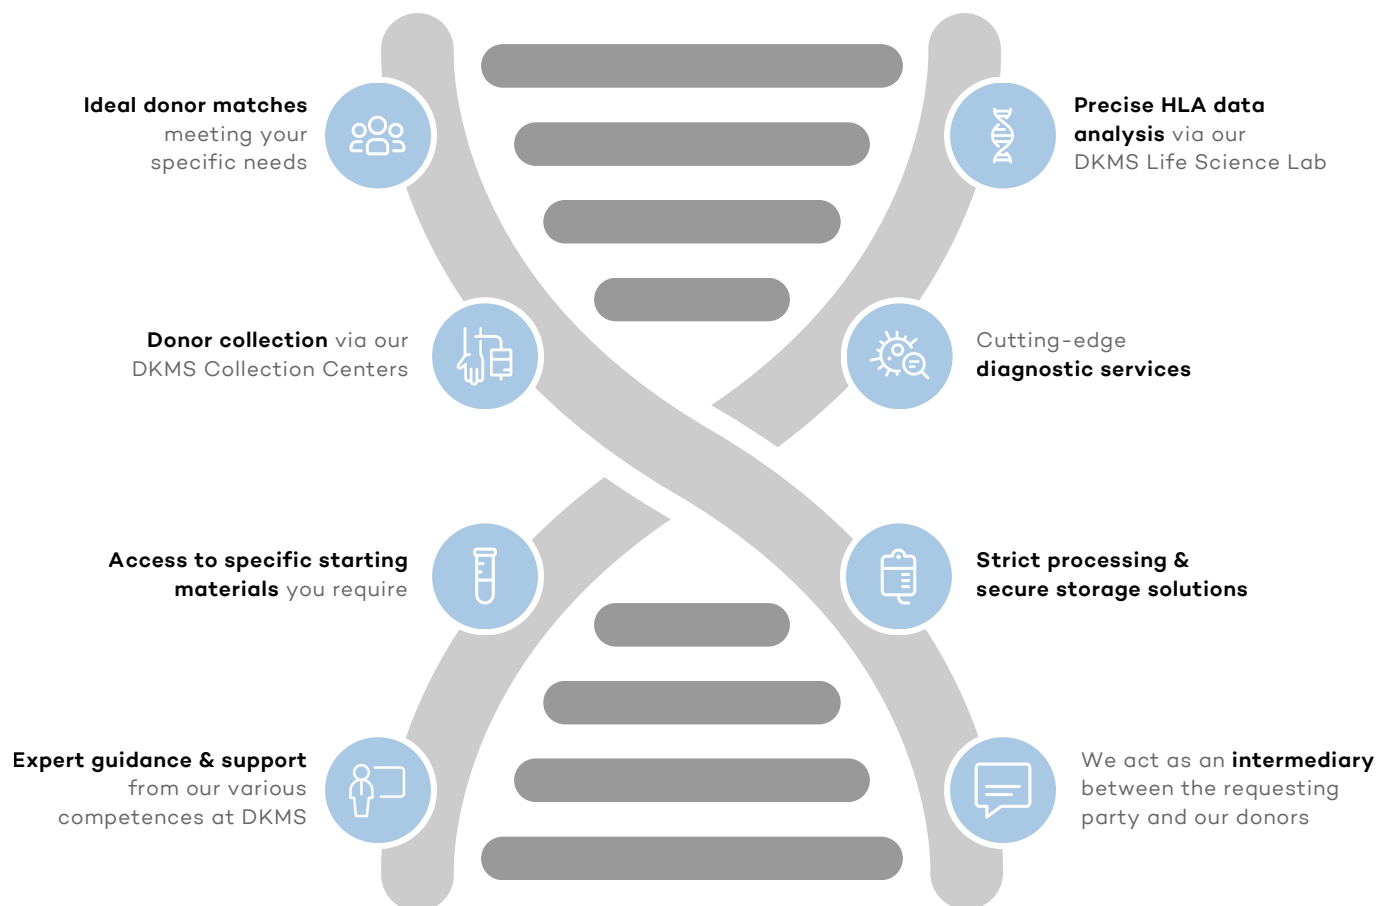 Ideal donor matches
meeting your
specific needs
Precise HLA data
analysis via our
DKMS Life Science Lab
Donor collection via our
DKMS Collection Centers
Cutting-edge
diagnostic services
Access to specific starting
materials you require
Strict processing &
secure storage solutions
Expert guidance & support
from our various
competences at DKMS
We act as an intermediary
between the requesting
party and our donors